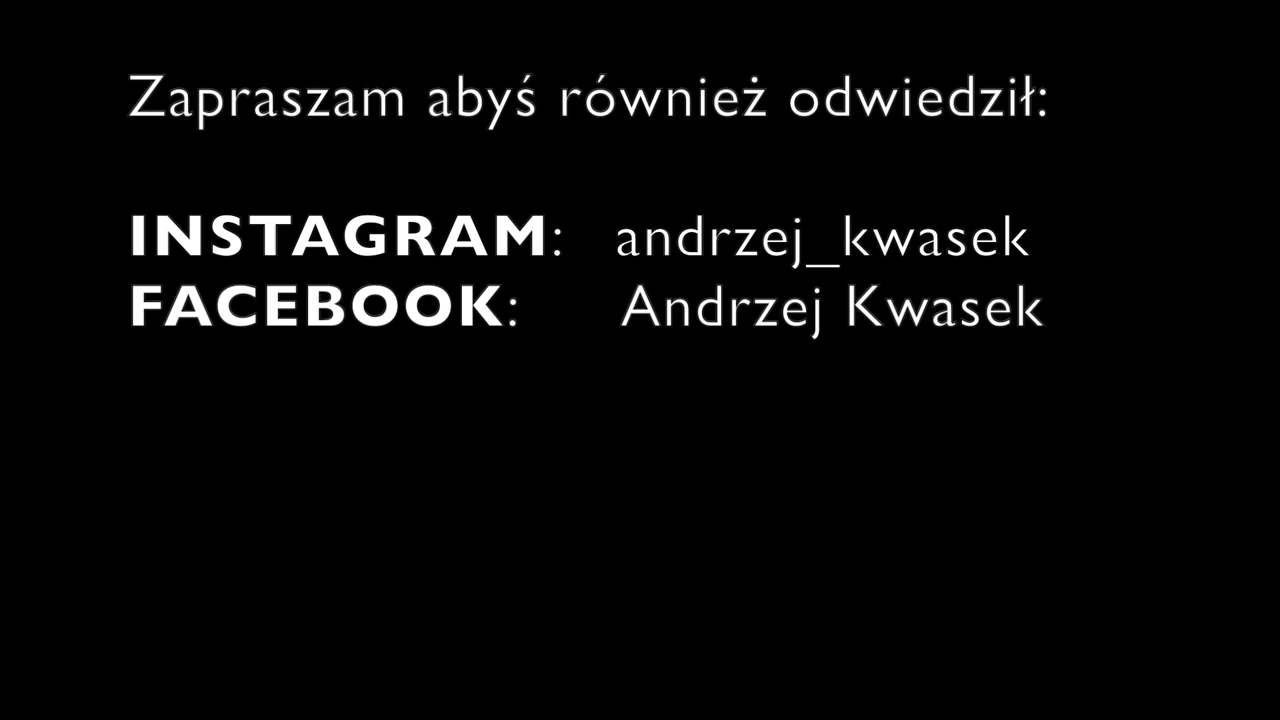 Zapraszam abyś również odwiedził:
INSTAGRAM: andrzej_kwasek
FACEBOOK: Andrzej Kwasek